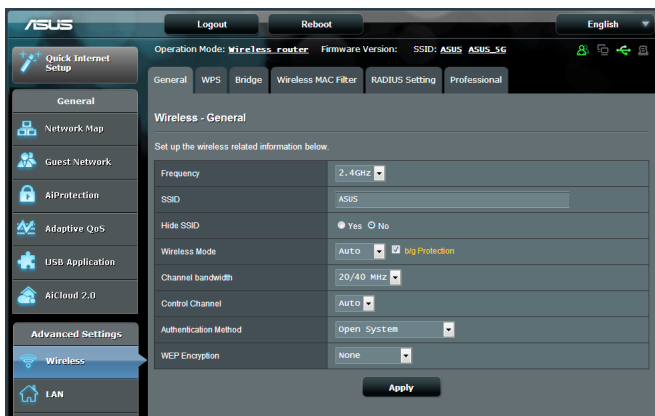 ASUS
Logout
Reboot
English
Quick Internet
Setup
Operation Mode: Wireless router Firmware Version: SSID: ASUS ASUS_5G
General WPS Bridge Wireless MAC Filter RADIUS Setting Professional
General
Network Map
Guest Network
AiProtection
Adaptive QoS
USB Application
AiCloud 2.0
Advanced Settings
Wireless
LAN
Wireless - General
Set up the wireless related information below.
Frequency 2.4GHz
SSID ASUS
Hide SSID Yes No
Wireless Mode Auto b/g Protection
Channel bandwidth 20/40 MHz
Control Channel Auto
Authentication Method Open System
WEP Encryption None
Apply